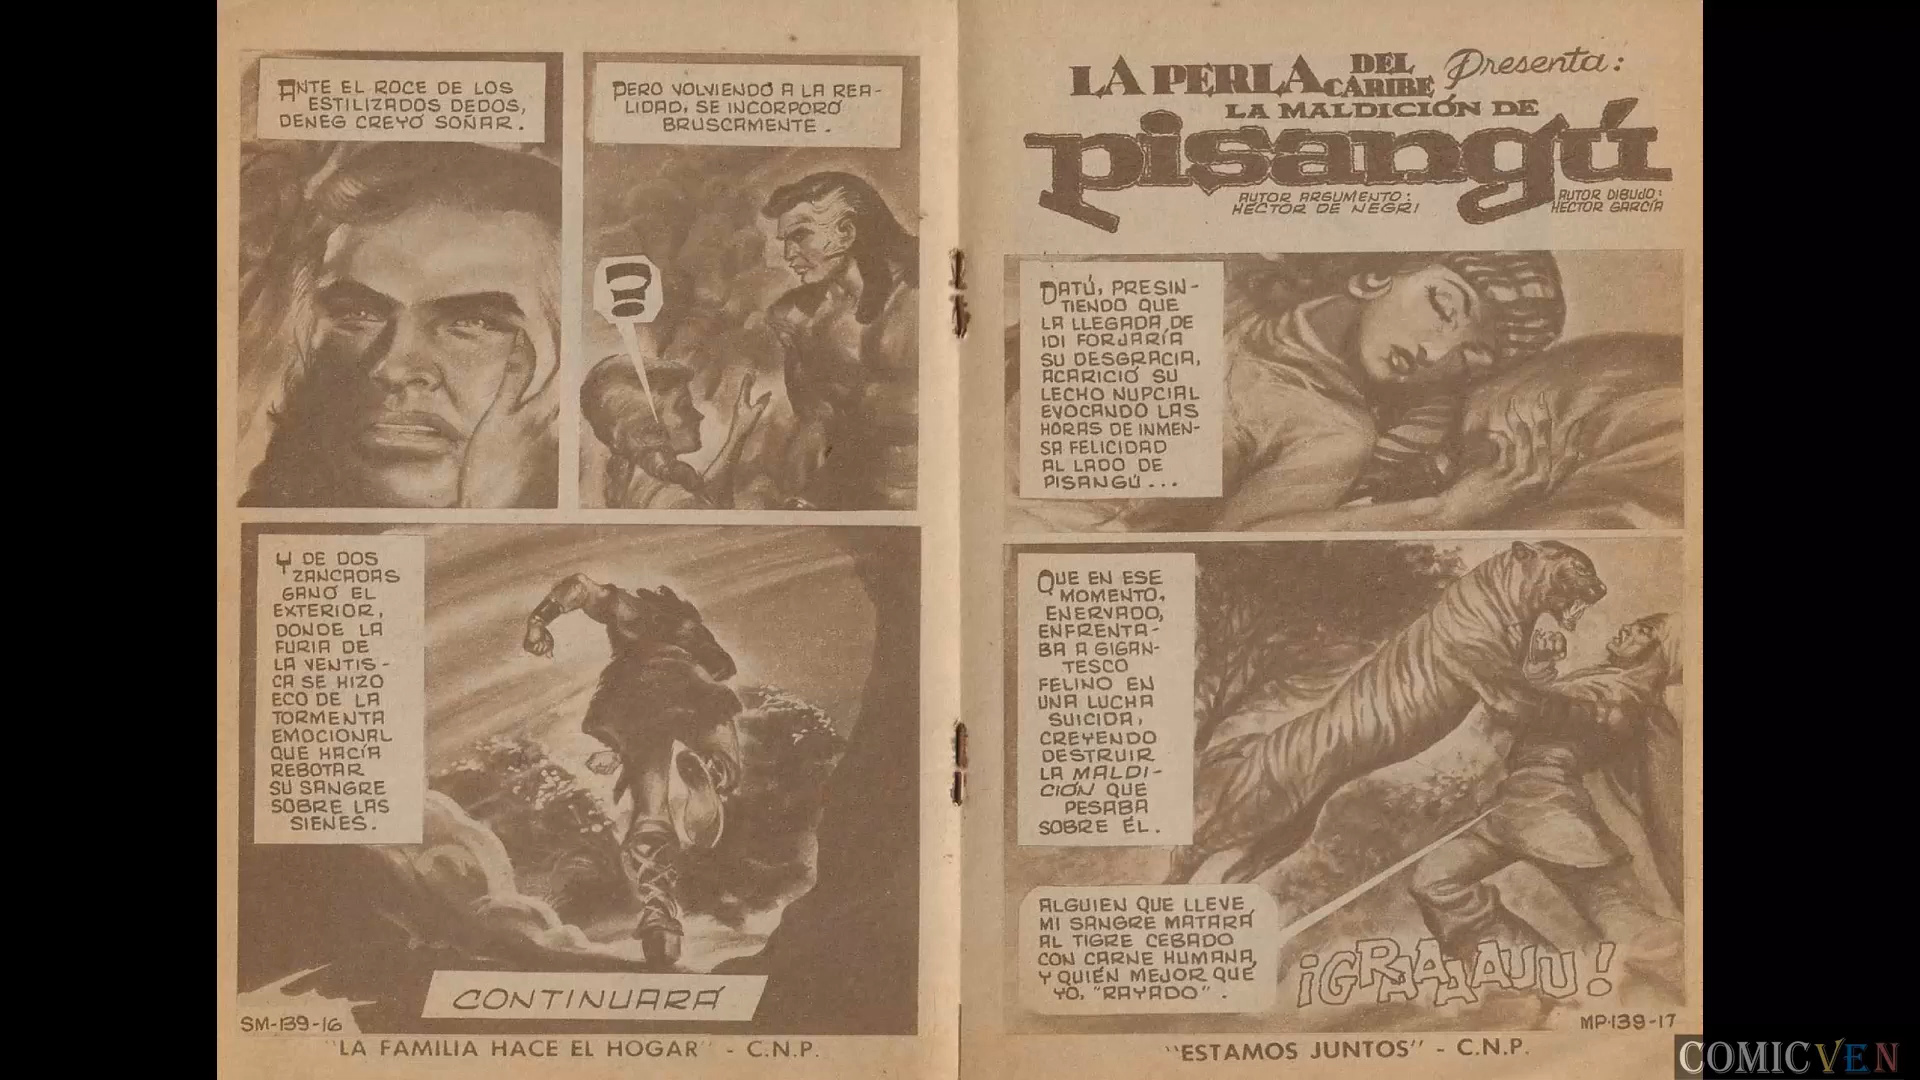 ANTE EL ROCE DE LOS
ESTILIZADOS DEDOS,
DENEG CREYÓ SOÑAR.
PERO VOLVIENDO A LA REA-
LIDAD, SE INCORPORÓ
BRUSCAMENTE.
?
Y DE DOS
ZANCADAS
GANÓ EL
EXTERIOR,
DONDE LA
FURIA DE
LA VENTIS-
CA SE HIZO
ECO DE LA
TORMENTA
EMOCIONAL
QUE HACÍA
REBOTAR
SU SANGRE
SOBRE LAS
SIENES.
CONTINUARÁ
SM-139-16
"LA FAMILIA HACE EL HOGAR" - C.N.P.
LA PERLA DEL CARIBE Presenta:
LA MALDICIÓN DE
pisangú
AUTOR ARGUMENTO:
HECTOR DE NEGRI
AUTOR DIBUJO:
HECTOR GARCÍA
DATÚ, PRESIN-
TIENDO QUE
LA LLEGADA DE
IDI FORJARÍA
SU DESGRACIA,
ACARICIÓ SU
LECHO NUPCIAL
EVOCANDO LAS
HORAS DE INMEN-
SA FELICIDAD
AL LADO DE
PISANGÚ...
QUE EN ESE
MOMENTO,
ENERVADO,
ENFRENTA-
BA A GIGAN-
TESCO
FELINO EN
UNA LUCHA
SUICIDA,
CREYENDO
DESTRUIR
LA MALDI-
CIÓN QUE
PESABA
SOBRE ÉL.
ALGUIEN QUE LLEVE
MI SANGRE MATARÁ
AL TIGRE CEBADO
CON CARNE HUMANA,
Y QUIÉN MEJOR QUE
YO, "RAYADO".
¡GRAAAAUU!
MP-139-17
"ESTAMOS JUNTOS" - C.N.P.
COMICVEN